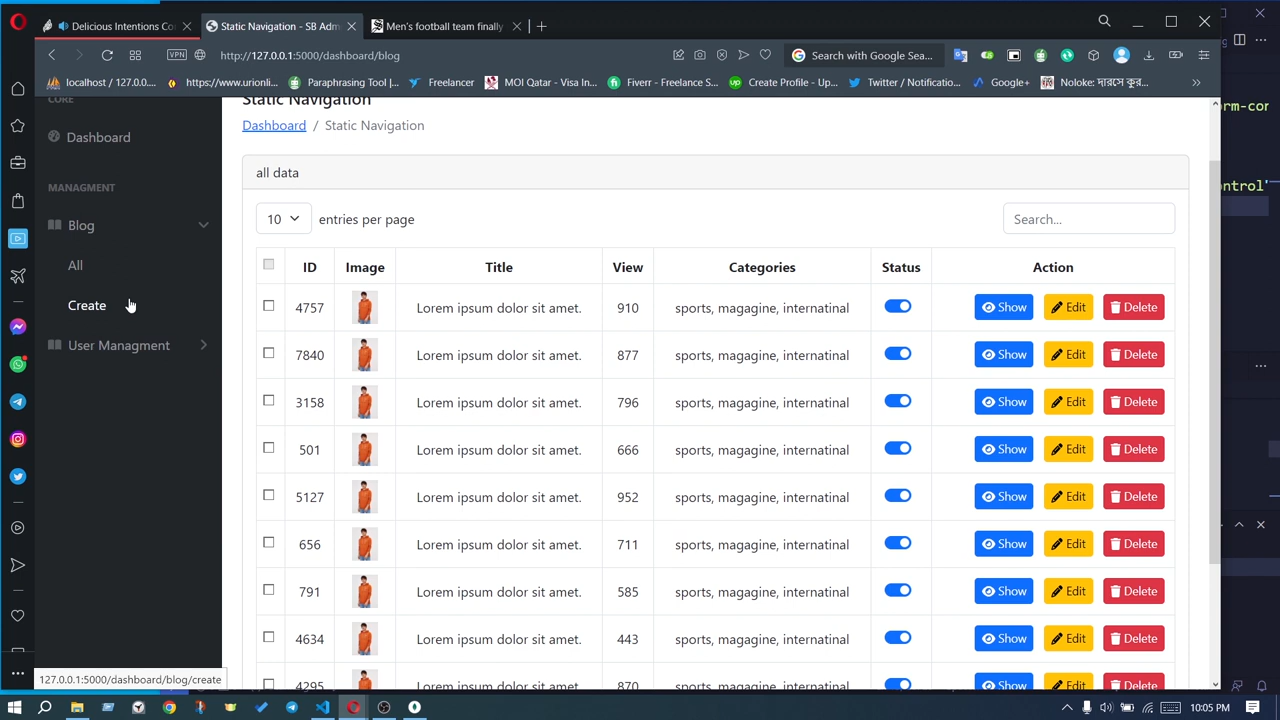 Delicious Intentions Co
Static Navigation - SB Adm
Men's football team finally
VPN
http://127.0.0.1:5000/dashboard/blog
Search with Google Sea...
localhost / 127.0.0....
https://www.urionli...
Paraphrasing Tool |...
Freelancer
MOI Qatar - Visa In...
Fiverr - Freelance S...
Create Profile - Up...
Twitter / Notificatio...
Google+
Noloke: দারসে কুর...
CORE
Dashboard
MANAGMENT
Blog
All
Create
User Managment
127.0.0.1:5000/dashboard/blog/create
Static Navigation
Dashboard / Static Navigation
all data
10 entries per page
Search...
ID Image Title View Categories Status Action
4757 Lorem ipsum dolor sit amet. 910 sports, magagine, internatinal Show Edit Delete
7840 Lorem ipsum dolor sit amet. 877 sports, magagine, internatinal Show Edit Delete
3158 Lorem ipsum dolor sit amet. 796 sports, magagine, internatinal Show Edit Delete
501 Lorem ipsum dolor sit amet. 666 sports, magagine, internatinal Show Edit Delete
5127 Lorem ipsum dolor sit amet. 952 sports, magagine, internatinal Show Edit Delete
656 Lorem ipsum dolor sit amet. 711 sports, magagine, internatinal Show Edit Delete
791 Lorem ipsum dolor sit amet. 585 sports, magagine, internatinal Show Edit Delete
4634 Lorem ipsum dolor sit amet. 443 sports, magagine, internatinal Show Edit Delete
4295 Lorem ipsum dolor sit amet. 870 sports, magagine, internatinal Show Edit Delete
orm-cor
ontrol'
10:05 PM